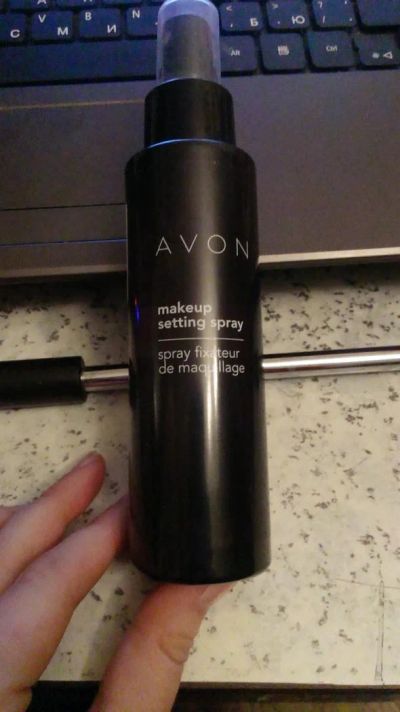 V
С
М
И
Б
Ю
AVON
makeup
setting spray
spray fixateur
de maquillage